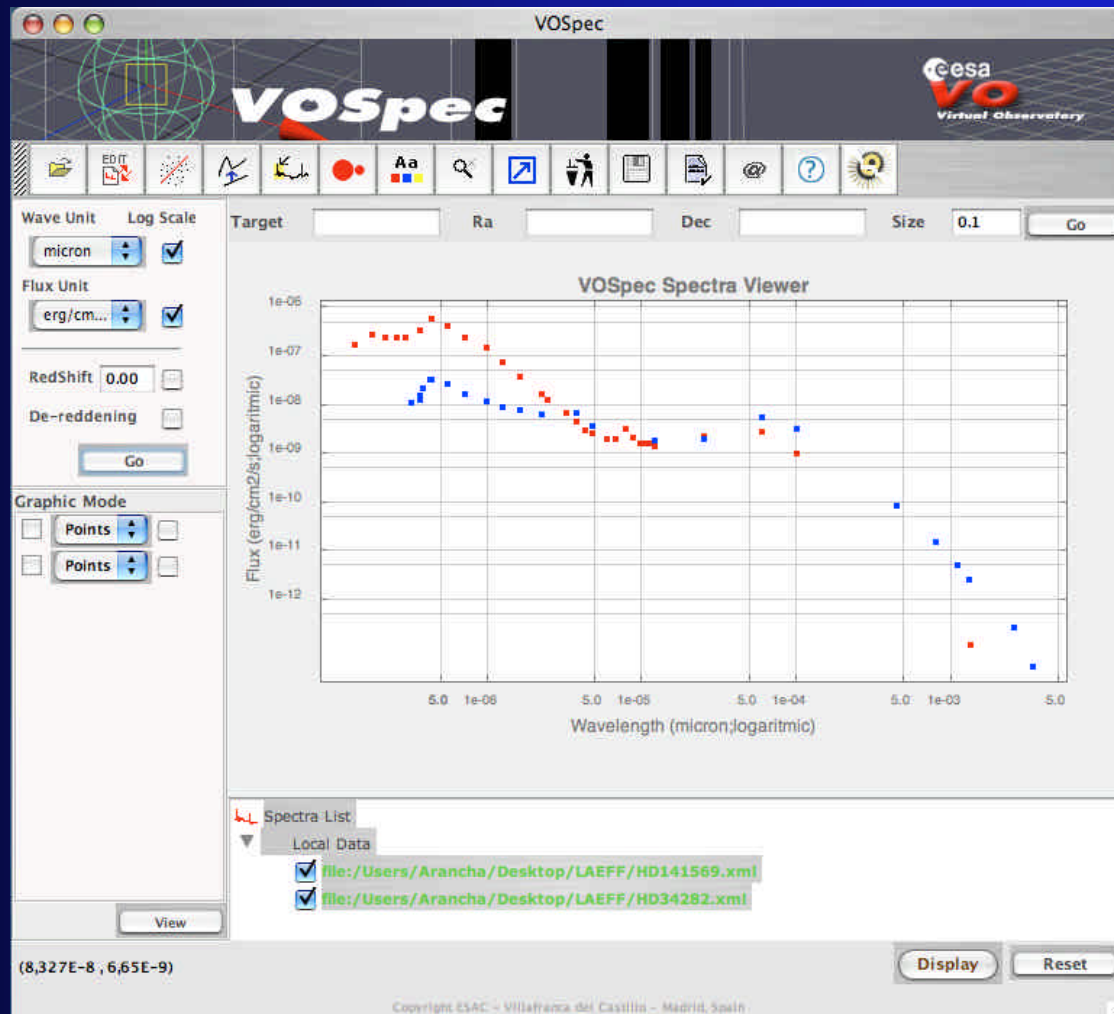 VOSpec
VOSpec
esa
VO
Virtual Observatory
EDIT
Aa
@
?
Wave Unit Log Scale
micron
Flux Unit
erg/cm...
RedShift 0.00
De-reddening
Go
Target Ra Dec Size 0.1 Go
Graphic Mode
Points
Points
View
VOSpec Spectra Viewer
Flux (erg/cm2/s;logaritmic)
1e-06
1e-07
1e-08
1e-09
1e-10
1e-11
1e-12
5.0 1e-06 5.0 1e-05 5.0 1e-04 5.0 1e-03 5.0
Wavelength (micron;logaritmic)
Spectra List
Local Data
file:/Users/Arancha/Desktop/LAEFF/HD141569.xml
file:/Users/Arancha/Desktop/LAEFF/HD34282.xml
(8,327E-8 , 6,65E-9)
Display Reset
Copyright ESAC - Villafranca del Castillo - Madrid, Spain